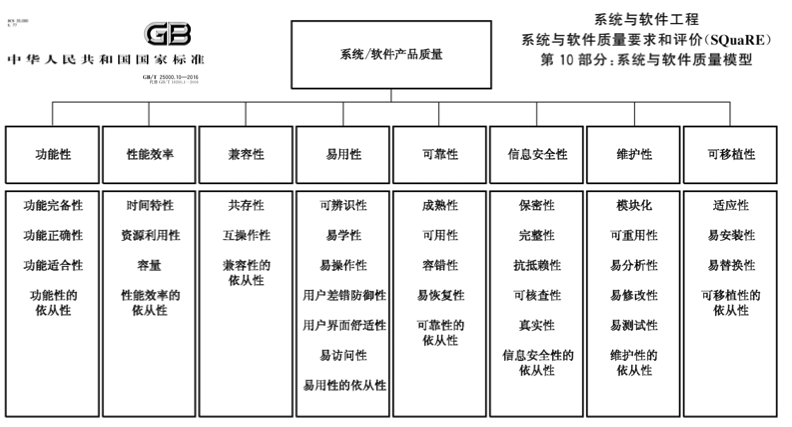 GB
中华人民共和国国家标准
GB/T 25000.10—2016
系统/软件产品质量
系统与软件工程
系统与软件质量要求和评价(SQuaRE)
第10部分:系统与软件质量模型
功能性
性能效率
兼容性
易用性
可靠性
信息安全性
维护性
可移植性
功能完备性
功能正确性
功能适合性
功能性的
依从性
时间特性
资源利用性
容量
性能效率的
依从性
共存性
互操作性
兼容性的
依从性
可辨识性
易学性
易操作性
用户差错防御性
用户界面舒适性
易访问性
易用性的依从性
成熟性
可用性
容错性
易恢复性
可靠性的
依从性
保密性
完整性
抗抵赖性
可核查性
真实性
信息安全性的
依从性
模块化
可重用性
易分析性
易修改性
易测试性
维护性的
依从性
适应性
易安装性
易替换性
可移植性的
依从性